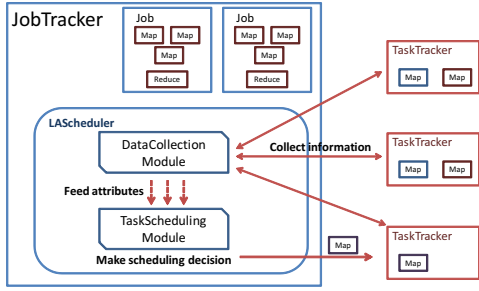 JobTracker
Job
Map
Map
Map
Reduce
Job
Map
Map
Map
Reduce
TaskTracker
Map
Map
LAScheduler
DataCollection
Module
Collect information
TaskTracker
Map
Map
Feed attributes
TaskScheduling
Module
Make scheduling decision
Map
TaskTracker
Map